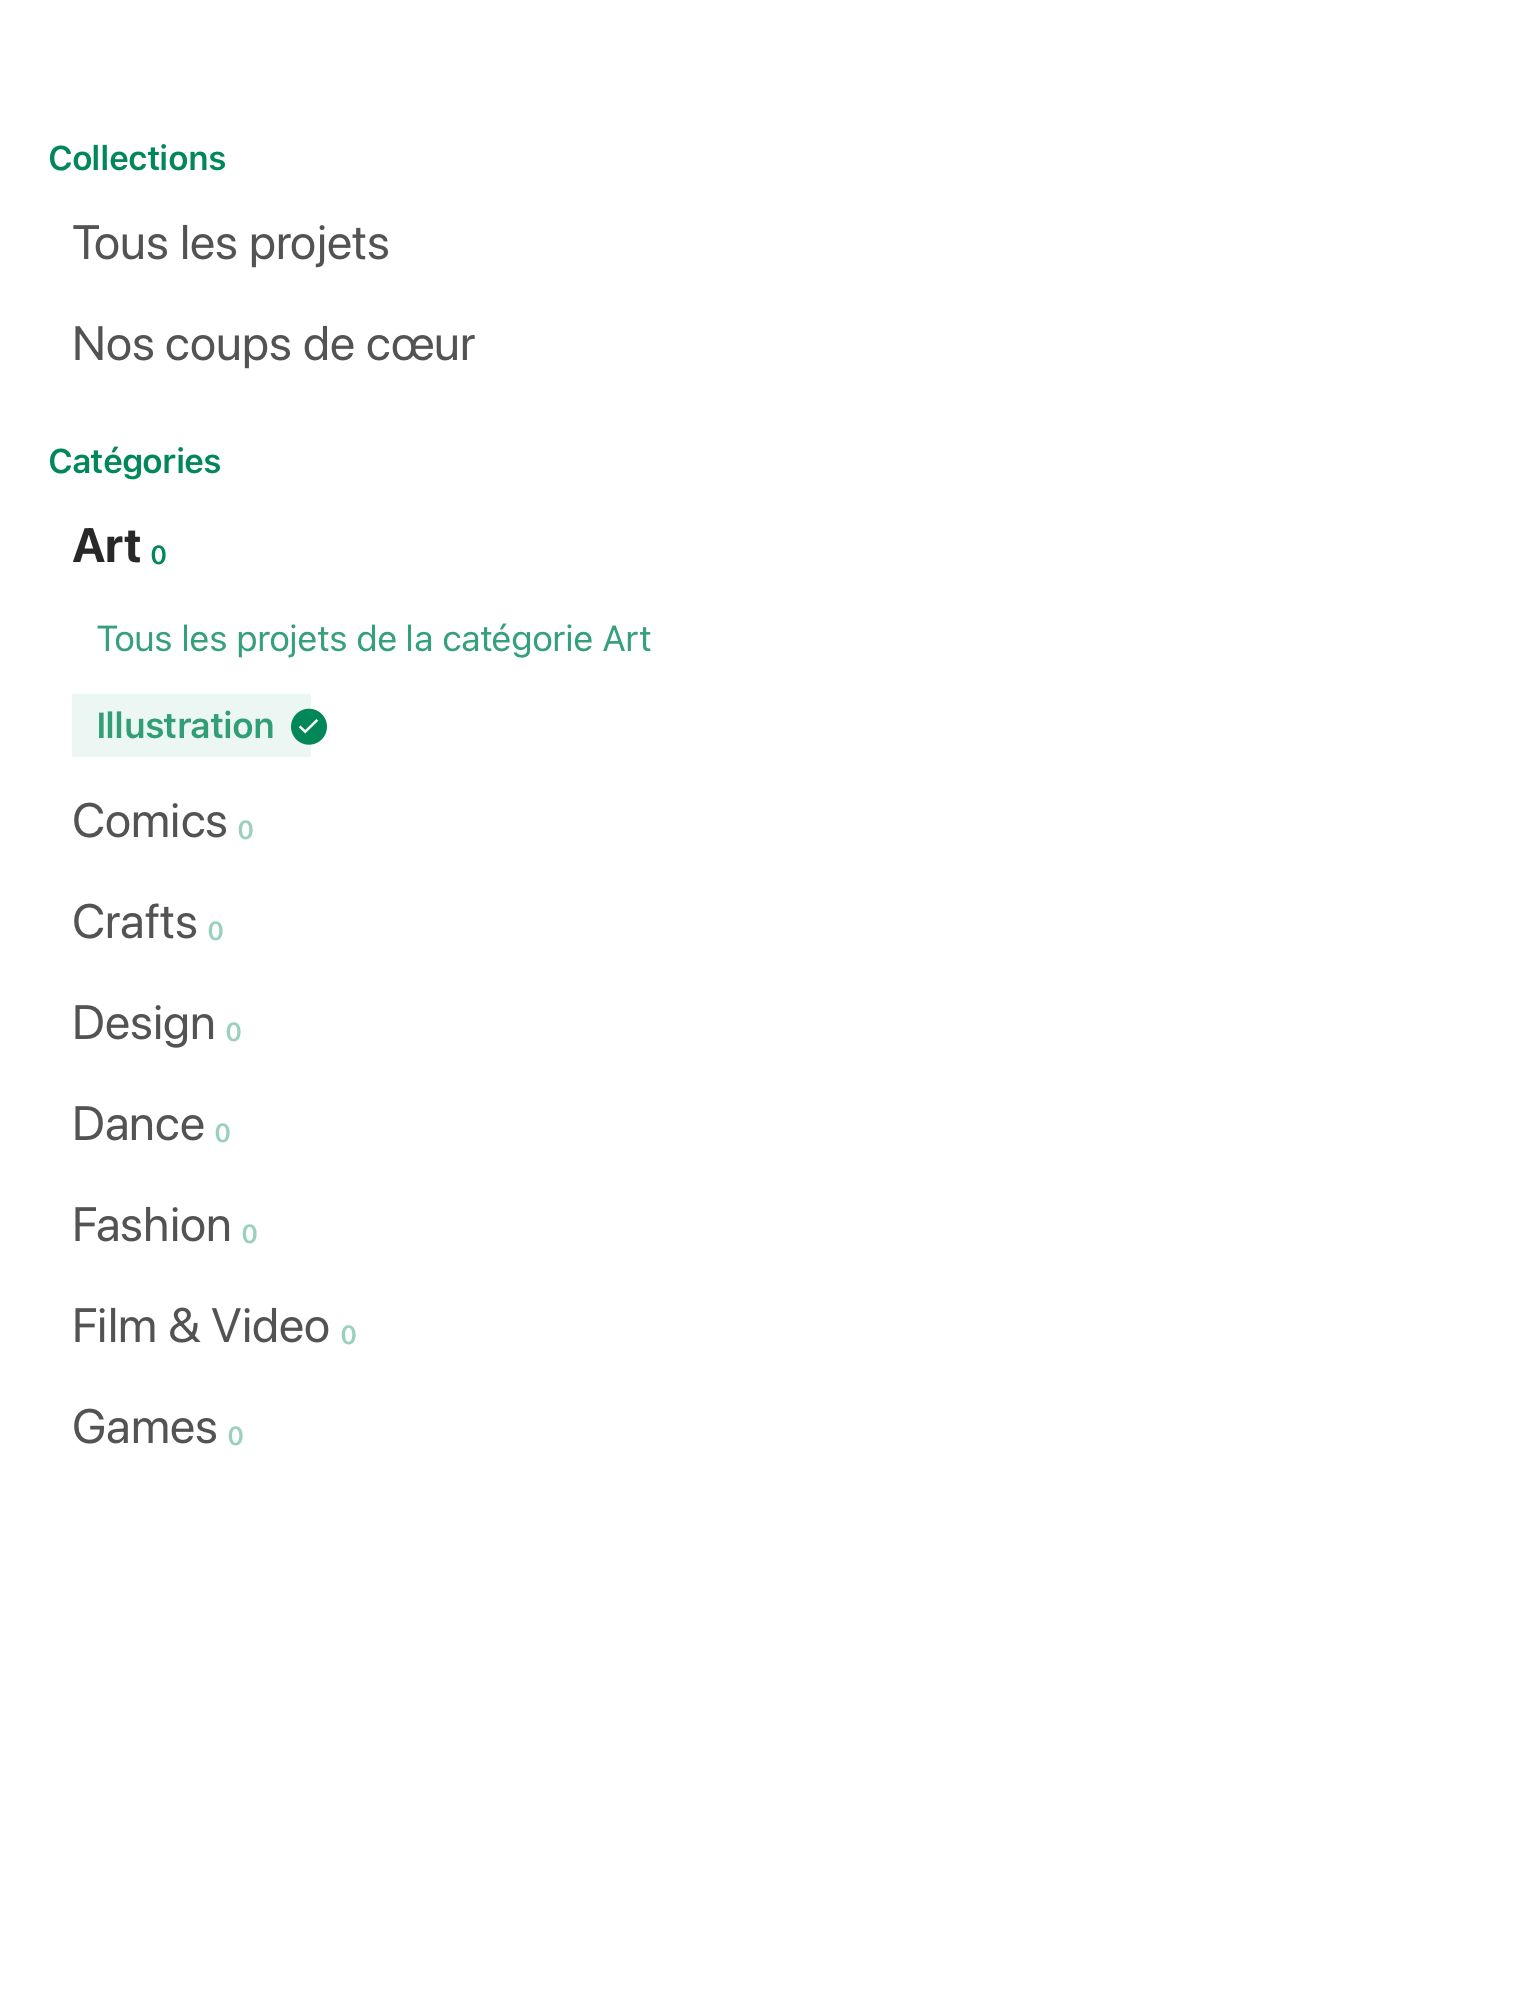 Collections
Tous les projets
Nos coups de cœur
Catégories
Art 0
Tous les projets de la catégorie Art
Illustration
Comics 0
Crafts 0
Design 0
Dance 0
Fashion 0
Film & Video 0
Games 0